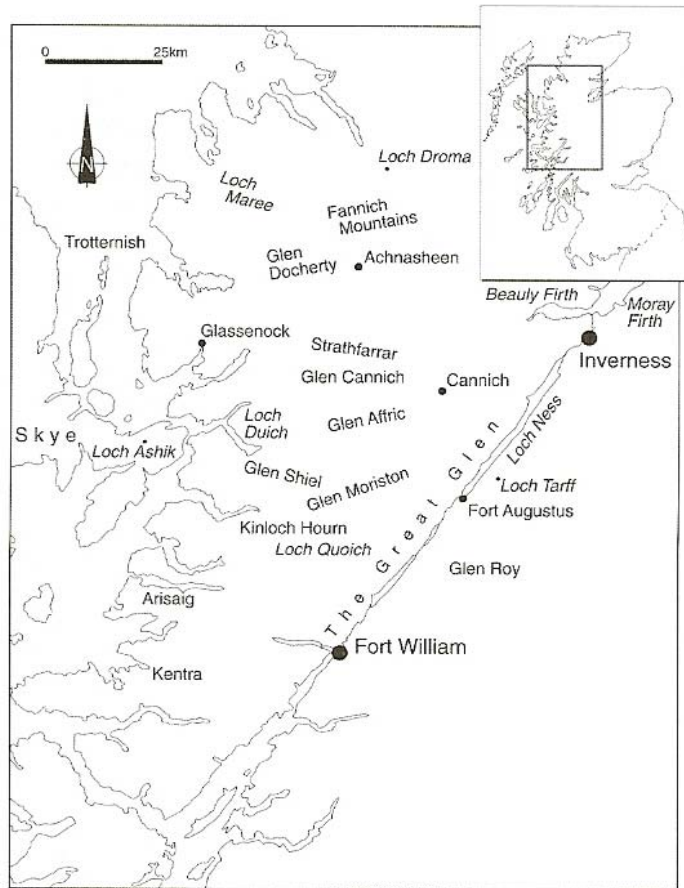 0 25km
N
Loch Droma
Loch
Maree
Fannich
Mountains
Trotternish
Glen
Docherty
Achnasheen
Beauly Firth
Moray
Firth
Glassenock
Inverness
Strathfarrar
Glen Cannich
Cannich
Loch
Duich
Glen Affric
Skye
Loch Ashik
Loch Ness
Glen Shiel
Loch Tarff
Glen Moriston
Fort Augustus
Kinloch Hourn
Loch Quoich
The Great Glen
Glen Roy
Arisaig
Fort William
Kentra